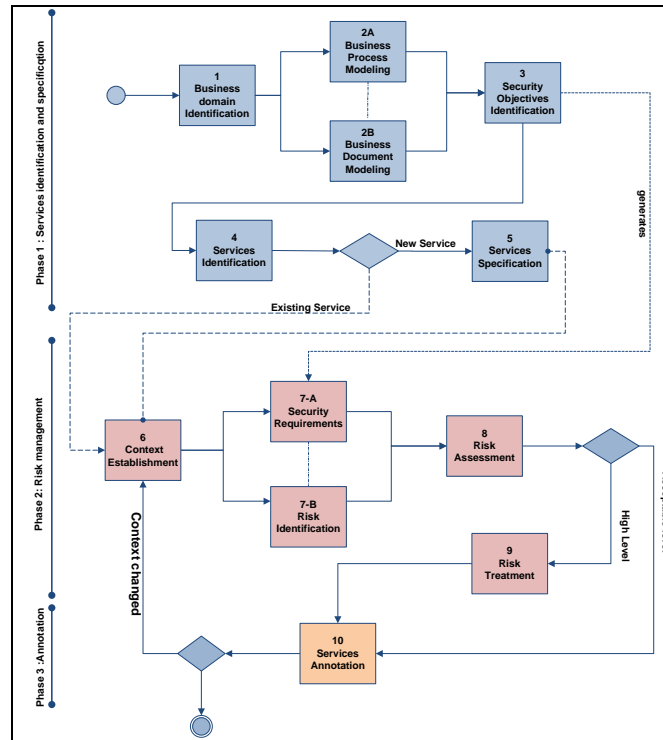 Phase 1 : Services identification and specificqtion
1
Business
domain
Identification
2A
Business
Process
Modeling
2B
Business
Document
Modeling
3
Security
Objectives
Identification
generates
4
Services
Identification
New Service
5
Services
Specification
Existing Service
Phase 2: Risk management
6
Context
Establishment
7-A
Security
Requirements
7-B
Risk
Identification
8
Risk
Assessment
High Level
9
Risk
Treatment
Context changed
Phase 3 :Annotation
10
Services
Annotation